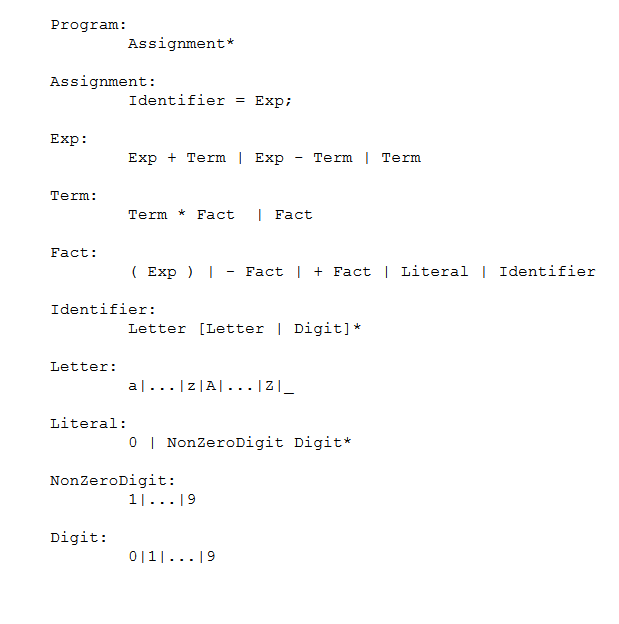 Program:
Assignment*
Assignment:
Identifier = Exp;
Exp:
Exp + Term | Exp - Term | Term
Term:
Term * Fact | Fact
Fact:
( Exp ) | - Fact | + Fact | Literal | Identifier
Identifier:
Letter [Letter | Digit]*
Letter:
a|...|z|A|...|Z|_
Literal:
0 | NonZeroDigit Digit*
NonZeroDigit:
1|...|9
Digit:
0|1|...|9